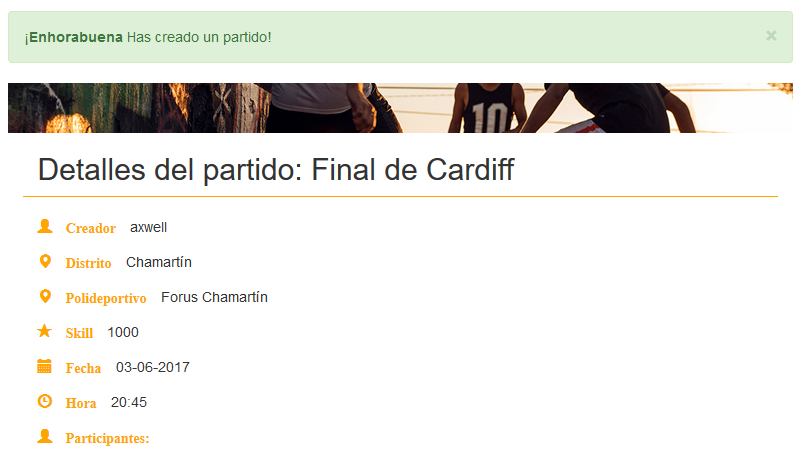 ¡Enhorabuena Has creado un partido! ×
10
Detalles del partido: Final de Cardiff
Creador axwell
Distrito Chamartín
Polideportivo Forus Chamartín
Skill 1000
Fecha 03-06-2017
Hora 20:45
Participantes: